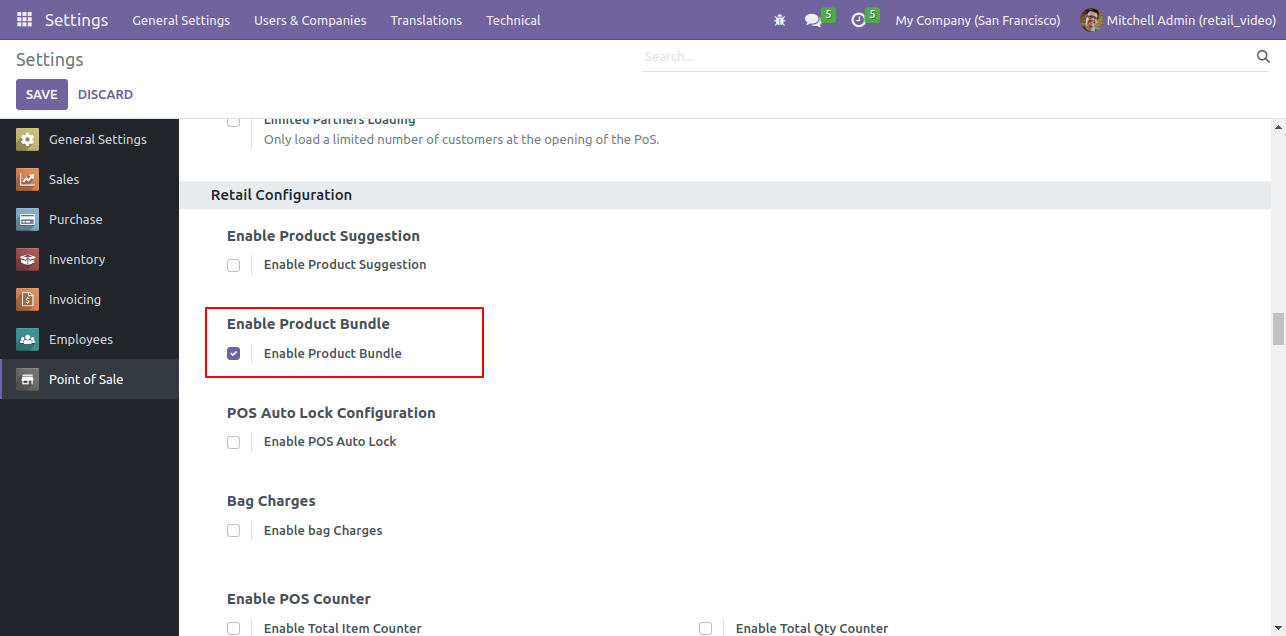 Settings General Settings Users & Companies Translations Technical 5 5 My Company (San Francisco) Mitchell Admin (retail_video)
Settings
Search...
SAVE DISCARD
General Settings
Sales
Purchase
Inventory
Invoicing
Employees
Point of Sale
Limited Partners Loading
Only load a limited number of customers at the opening of the PoS.
Retail Configuration
Enable Product Suggestion
Enable Product Suggestion
Enable Product Bundle
Enable Product Bundle
POS Auto Lock Configuration
Enable POS Auto Lock
Bag Charges
Enable bag Charges
Enable POS Counter
Enable Total Item Counter Enable Total Qty Counter